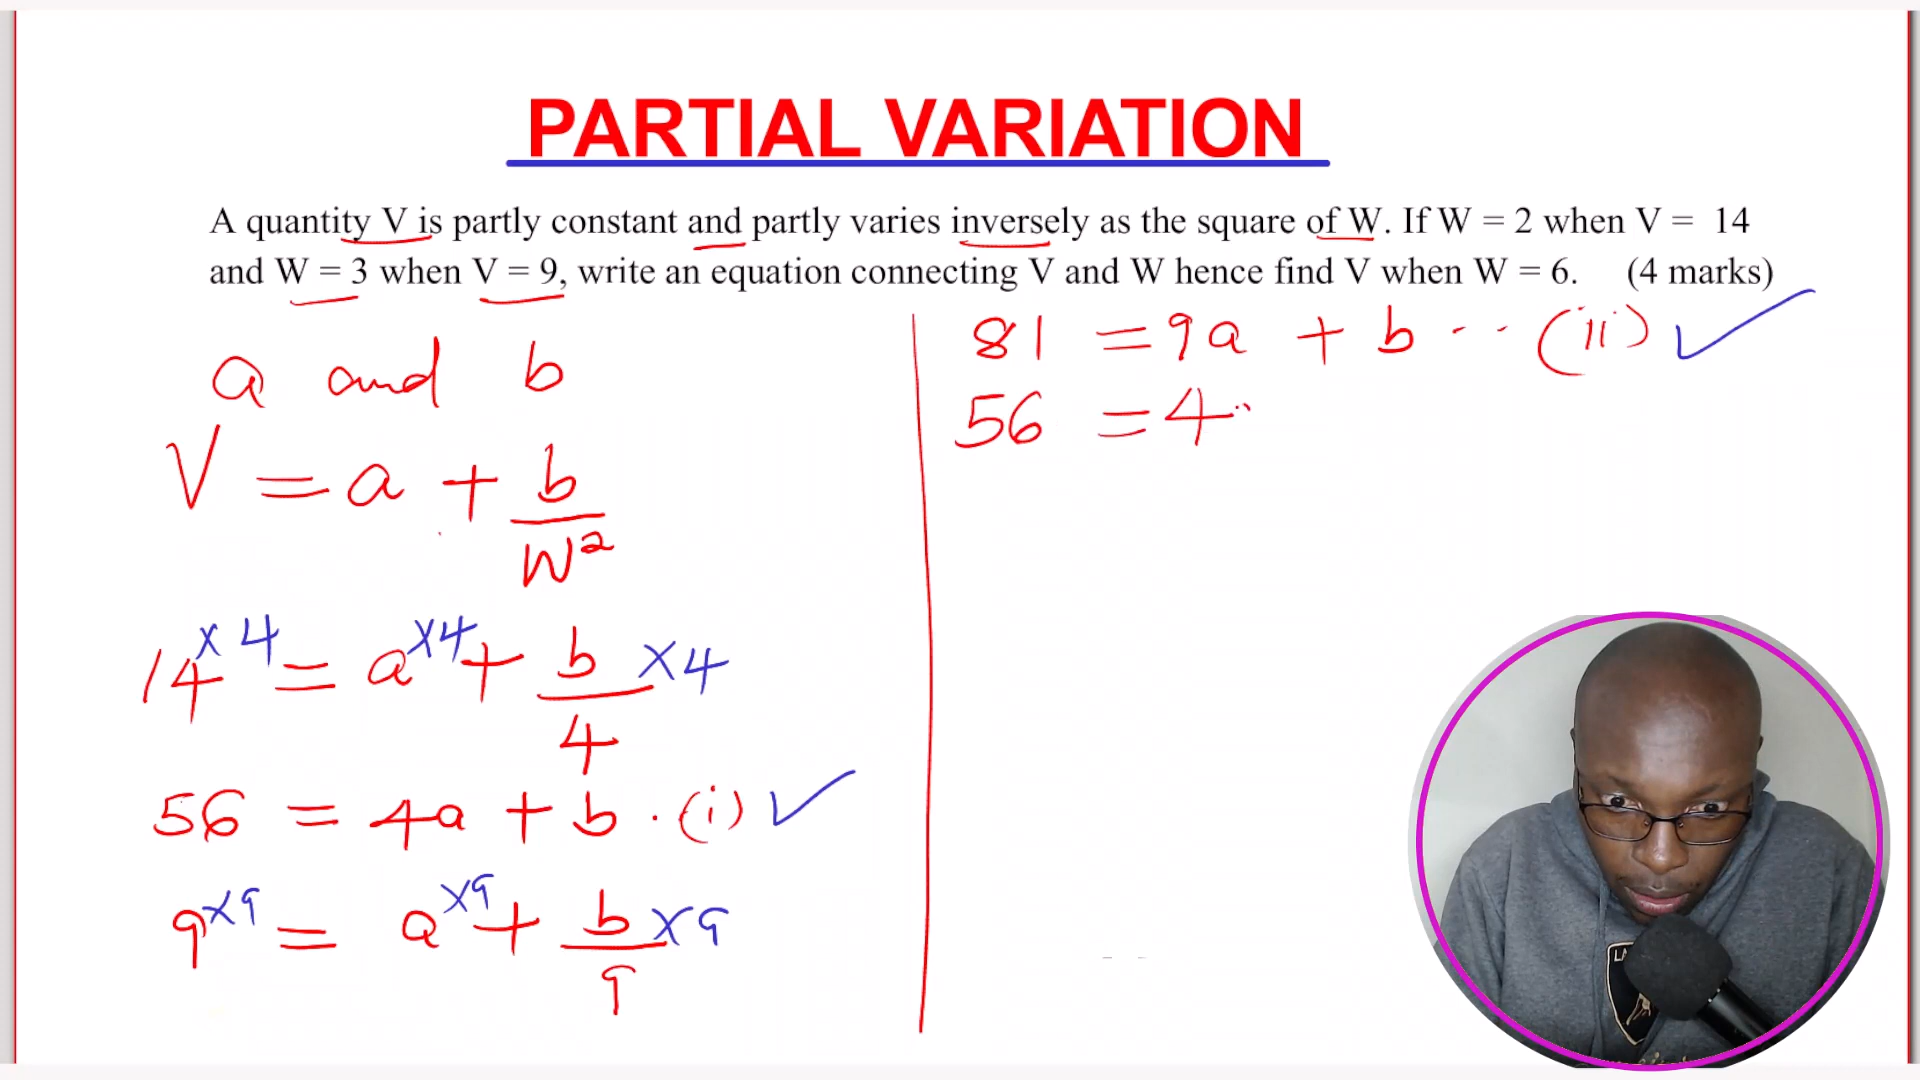 PARTIAL VARIATION
A quantity V is partly constant and partly varies inversely as the square of W. If W = 2 when V = 14
and W = 3 when V = 9, write an equation connecting V and W hence find V when W = 6. (4 marks)
a and b
V = a + b/W²
14 ×4 = a ×4 + b/4 ×4
56 = 4a + b . (i) ✓
9 ×9 = a ×9 + b/9 ×9
81 = 9a + b -- (ii) ✓
56 = 4